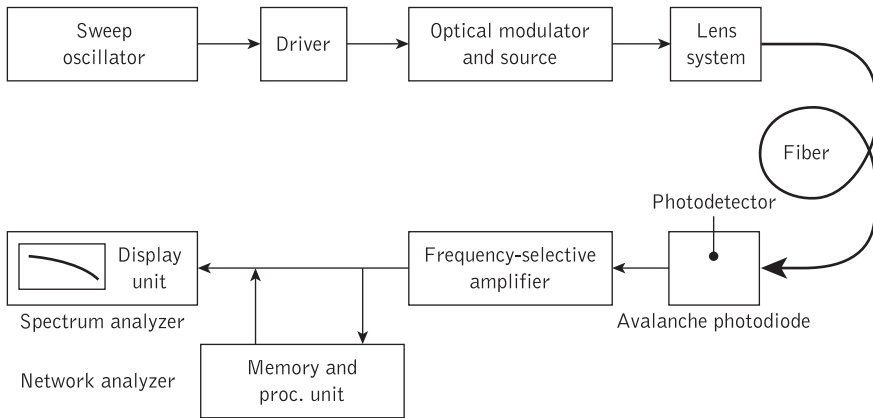 Sweep
oscillator
Driver
Optical modulator
and source
Lens
system
Fiber
Photodetector
Display
unit
Frequency-selective
amplifier
Spectrum analyzer
Avalanche photodiode
Network analyzer
Memory and
proc. unit